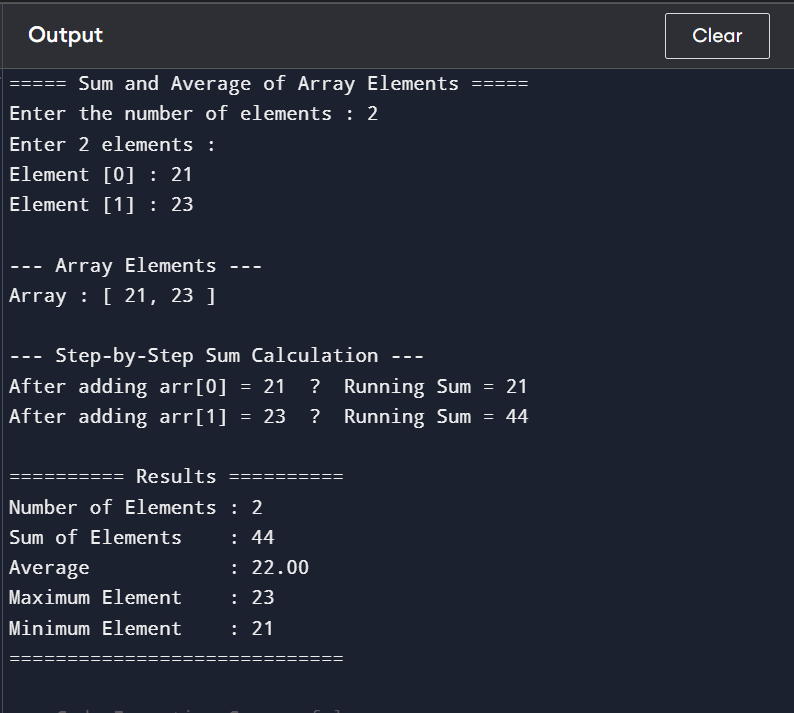 Output
Clear
===== Sum and Average of Array Elements =====
Enter the number of elements : 2
Enter 2 elements :
Element [0] : 21
Element [1] : 23
--- Array Elements ---
Array : [ 21, 23 ]
--- Step-by-Step Sum Calculation ---
After adding arr[0] = 21  ?  Running Sum = 21
After adding arr[1] = 23  ?  Running Sum = 44
========== Results ==========
Number of Elements : 2
Sum of Elements    : 44
Average            : 22.00
Maximum Element    : 23
Minimum Element    : 21
=============================